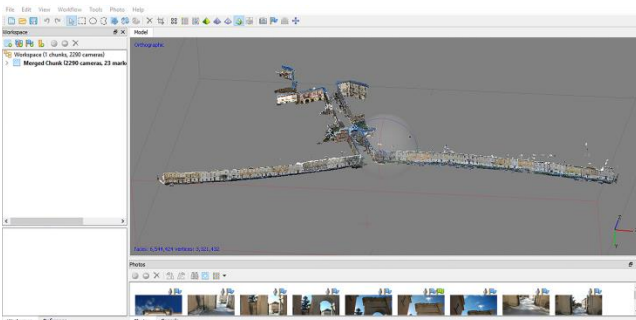 File Edit View Workflow Tools Photo Help
Workspace
Model
Workspace (1 chunks, 2290 cameras)
Merged Chunk (2290 cameras, 23 mark
Photos